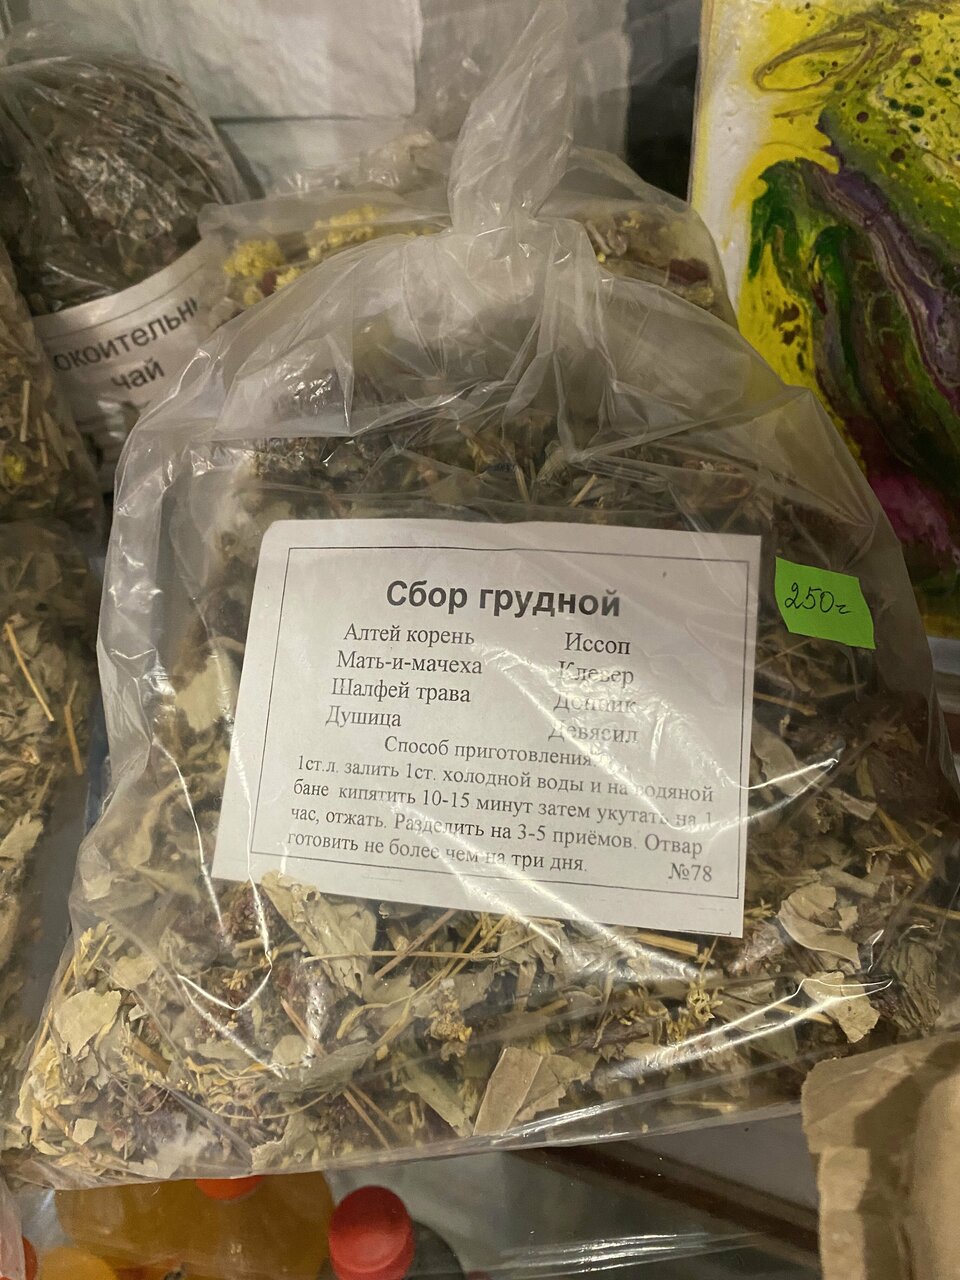 окоительн
чай
Сбор грудной
Алтей корень Иссоп
Мать-и-мачеха Клевер
Шалфей трава Донник
Душица Девясил
Способ приготовления.
1ст.л. залить 1ст. холодной воды и на водяной
бане кипятить 10-15 минут затем укутать на 1
час, отжать. Разделить на 3-5 приёмов. Отвар
готовить не более чем на три дня. №78
250=